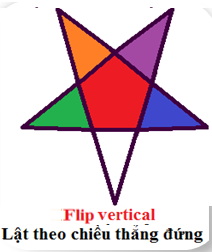 Flip vertical
Lật theo chiều thẳng đứng